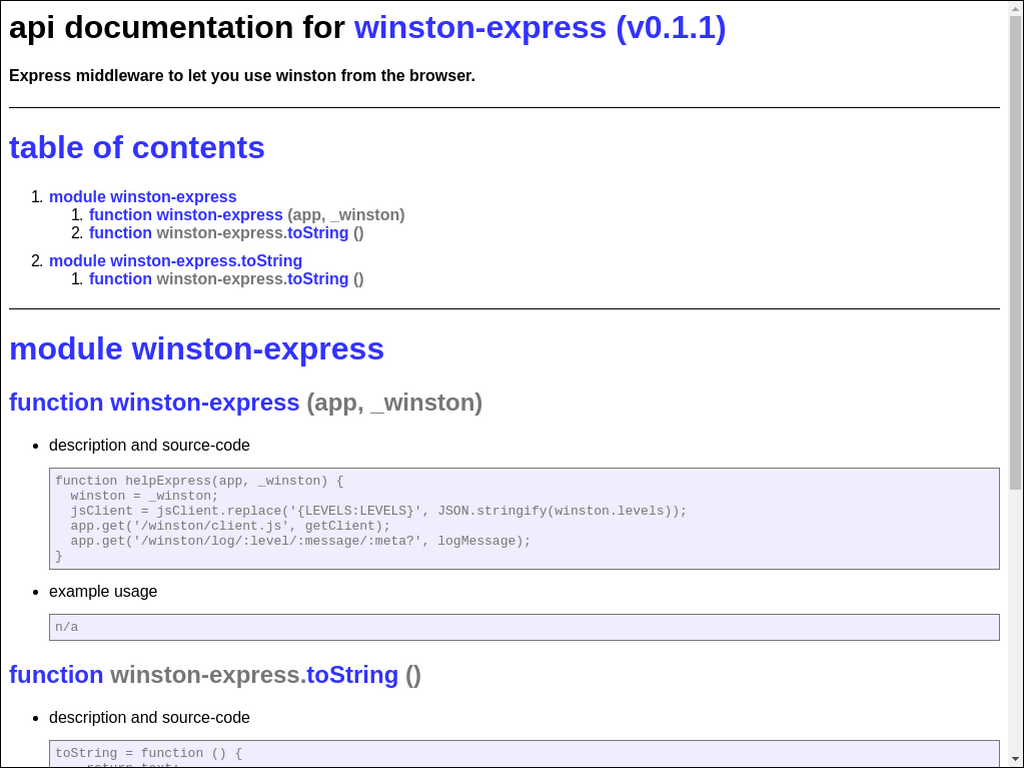 api documentation for winston-express (v0.1.1)
Express middleware to let you use winston from the browser.
table of contents
1. module winston-express
1. function winston-express (app, _winston)
2. function winston-express.toString ()
2. module winston-express.toString
1. function winston-express.toString ()
module winston-express
function winston-express (app, _winston)
description and source-code
function helpExpress(app, _winston) {
  winston = _winston;
  jsClient = jsClient.replace('{LEVELS:LEVELS}', JSON.stringify(winston.levels));
  app.get('/winston/client.js', getClient);
  app.get('/winston/log/:level/:message/:meta?', logMessage);
}
example usage
n/a
function winston-express.toString ()
description and source-code
toString = function () {
    return text;